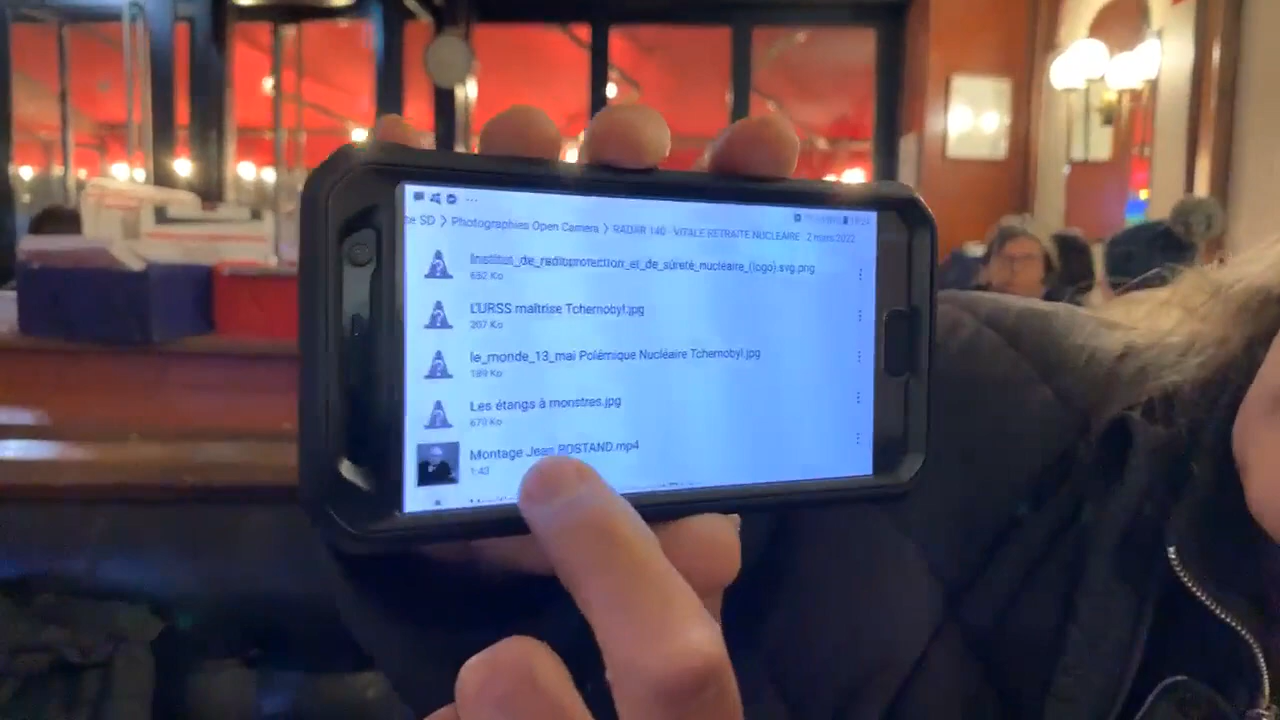 te SD > Photographies Open Camera > RADAR 140 - VITALE RETRAITE NUCLEAIRE 2 mars 2022
Institut_de_radioprotection_et_de_sûreté_nucléaire_(logo).svg.png
652 Ko
L'URSS maîtrise Tchernobyl.jpg
207 Ko
le_monde_13_mai Polémique Nucléaire Tchernobyl.jpg
189 Ko
Les étangs à monstres.jpg
679 Ko
Montage Jean ROSTAND.mp4
1:43